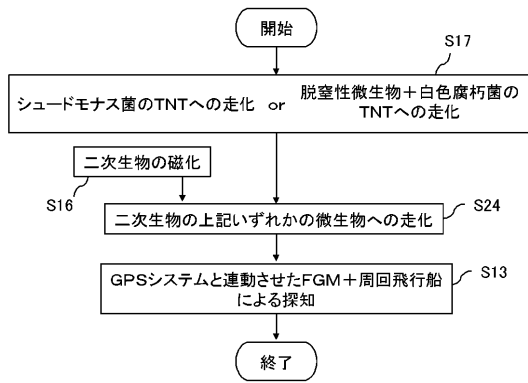 開始
S17
シュードモナス菌のTNTへの走化 or 脱窒性微生物+白色腐朽菌の
TNTへの走化
二次生物の磁化
S16
二次生物の上記いずれかの微生物への走化
S24
GPSシステムと連動させたFGM+周回飛行船
による探知
S13
終了